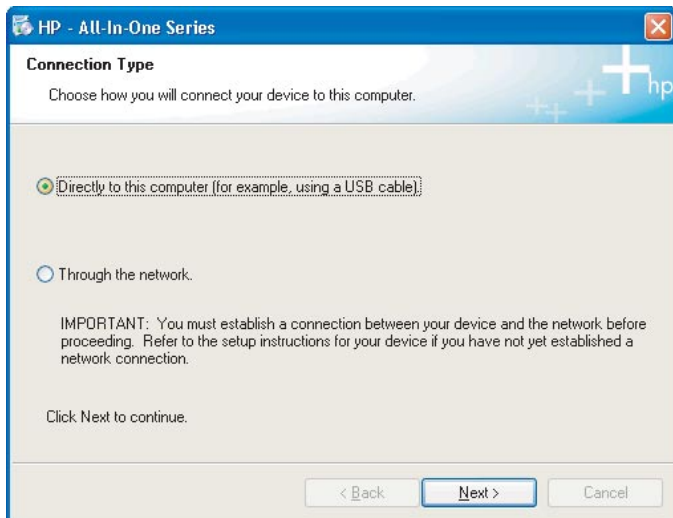 HP - All-In-One Series
Connection Type
Choose how you will connect your device to this computer.
hp
Directly to this computer (for example, using a USB cable).
Through the network.
IMPORTANT: You must establish a connection between your device and the network before
proceeding. Refer to the setup instructions for your device if you have not yet established a
network connection.
Click Next to continue.
< Back
Next >
Cancel